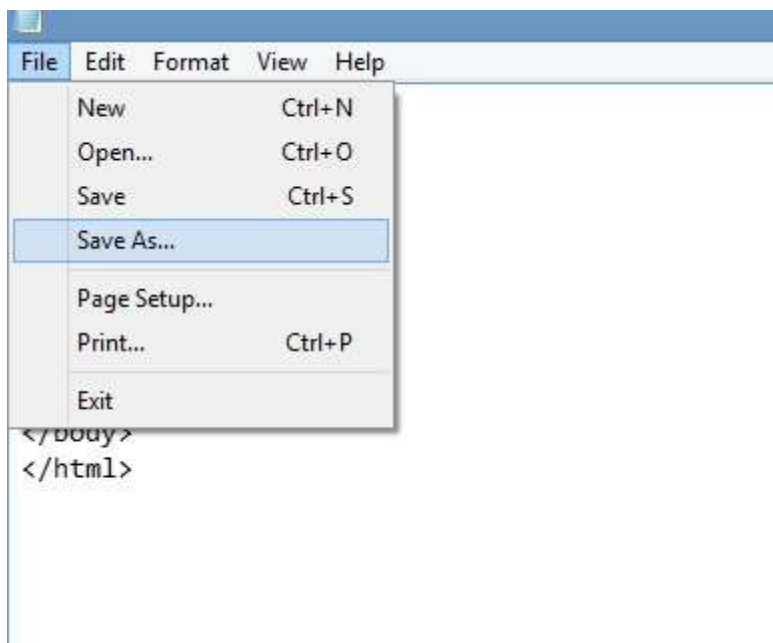 File Edit Format View Help
New Ctrl+N
Open... Ctrl+O
Save Ctrl+S
Save As...
Page Setup...
Print... Ctrl+P
Exit
</body>
</html>